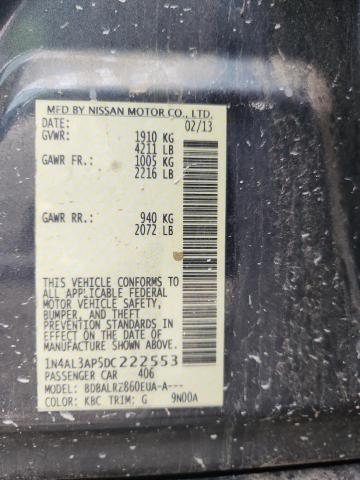 MFD BY NISSAN MOTOR CO., LTD.
DATE: 02/13
GVWR: 1910 KG
4211 LB
GAWR FR: 1005 KG
2216 LB
GAWR RR: 940 KG
2072 LB
THIS VEHICLE CONFORMS TO
ALL APPLICABLE FEDERAL
MOTOR VEHICLE SAFETY,
BUMPER, AND THEFT
PREVENTION STANDARDS IN
EFFECT ON THE DATE OF
MANUFACTURE SHOWN ABOVE.
1N4AL3AP5DC222553
PASSENGER CAR 406
MODEL: BDBALRZ860EUA-A---
COLOR: KBC TRIM: G 9N00A